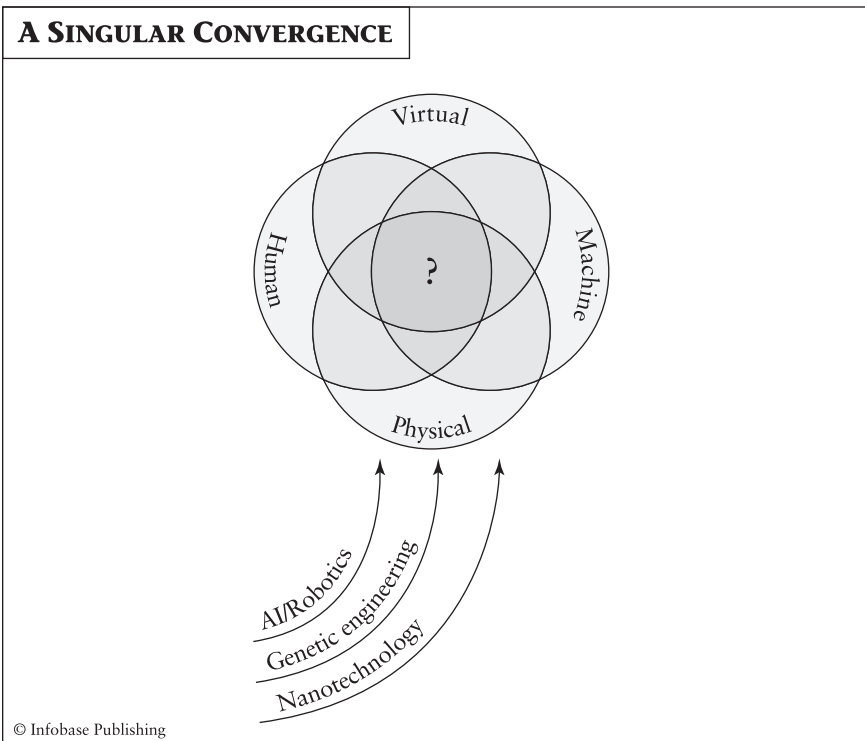 A SINGULAR CONVERGENCE
Virtual
Human
Machine
?
Physical
AI/Robotics
Genetic engineering
Nanotechnology
© Infobase Publishing